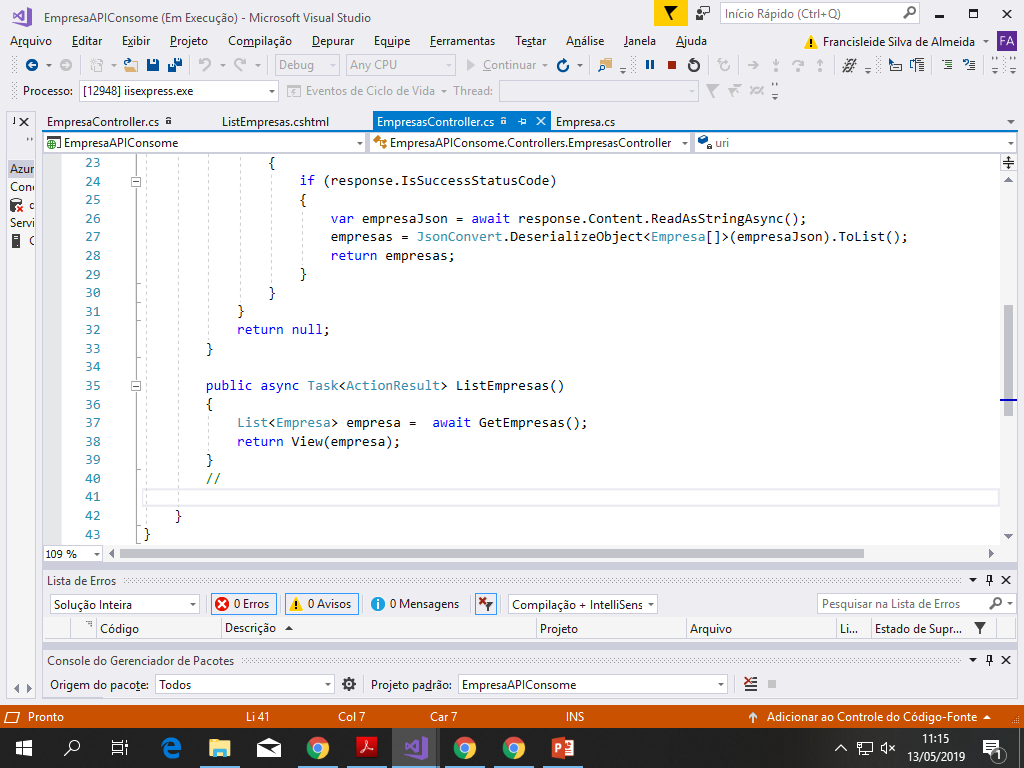 EmpresaAPIConsome (Em Execução) - Microsoft Visual Studio
Início Rápido (Ctrl+Q)
Arquivo Editar Exibir Projeto Compilação Depurar Equipe Ferramentas Testar Análise Janela Ajuda
Francisleide Silva de Almeida FA
Debug Any CPU Continuar
Processo: [12948] iisexpress.exe Eventos de Ciclo de Vida Thread:
EmpresaController.cs ListEmpresas.cshtml EmpresasController.cs Empresa.cs
EmpresaAPIConsome EmpresaAPIConsome.Controllers.EmpresasController uri
Azur
Con
Servi
23 {
24 if (response.IsSuccessStatusCode)
25 {
26 var empresaJson = await response.Content.ReadAsStringAsync();
27 empresas = JsonConvert.DeserializeObject<Empresa[]>(empresaJson).ToList();
28 return empresas;
29 }
30 }
31 }
32 return null;
33 }
34
35 public async Task<ActionResult> ListEmpresas()
36 {
37 List<Empresa> empresa = await GetEmpresas();
38 return View(empresa);
39 }
40 //
41
42 }
43 }
109 %
Lista de Erros
Solução Inteira 0 Erros 0 Avisos 0 Mensagens Compilação + IntelliSens Pesquisar na Lista de Erros
Código Descrição Projeto Arquivo Li... Estado de Supr...
Console do Gerenciador de Pacotes
Origem do pacote: Todos Projeto padrão: EmpresaAPIConsome
Pronto Li 41 Col 7 Car 7 INS Adicionar ao Controle do Código-Fonte
11:15
13/05/2019
1